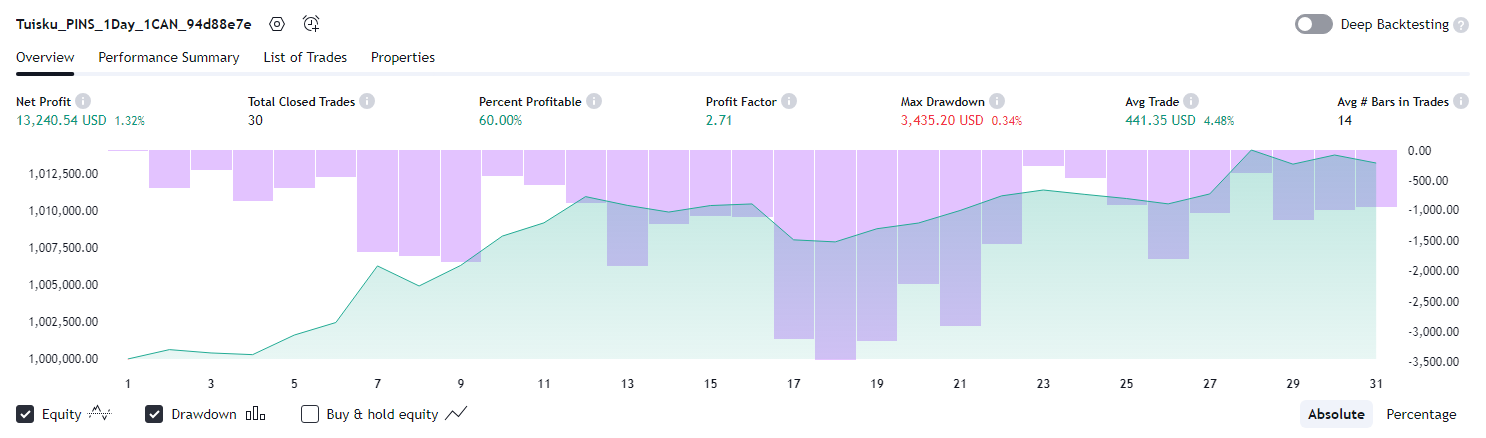 Tuisku_PINS_1Day_1CAN_94d88e7e Deep Backtesting ?
Overview Performance Summary List of Trades Properties
Net Profit i Total Closed Trades i Percent Profitable i Profit Factor i Max Drawdown i Avg Trade i Avg # Bars in Trades i
13,240.54 USD 1.32% 30 60.00% 2.71 3,435.20 USD 0.34% 441.35 USD 4.48% 14
0.00
1,012,500.00 -500.00
1,010,000.00 -1,000.00
1,007,500.00 -1,500.00
-2,000.00
1,005,000.00 -2,500.00
1,002,500.00 -3,000.00
1,000,000.00 -3,500.00
1 3 5 7 9 11 13 15 17 19 21 23 25 27 29 31
Equity Drawdown Buy & hold equity Absolute Percentage